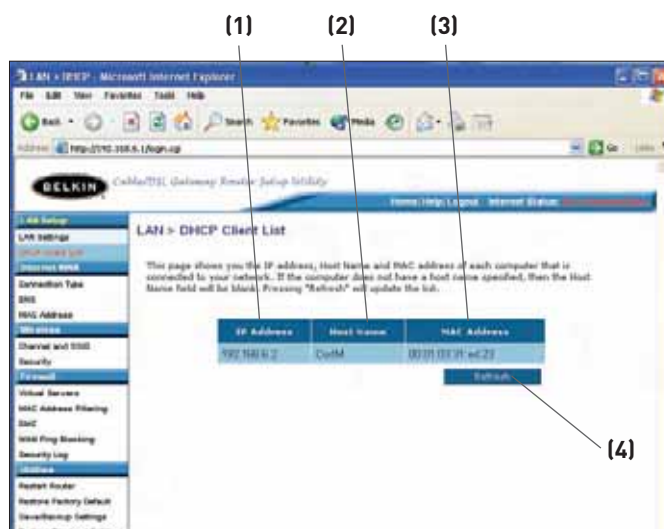 (1) (2) (3)
LAN > DHCP - Microsoft Internet Explorer
File Edit View Favorites Tools Help
Back Search Favorites Media
Address Go Links
BELKIN Cable/DSL Gateway Router Setup Utility
Home|Help|Logout Internet Status:
LAN Setup
LAN Settings
DHCP Client List
Internet WAN
Connection Type
DNS
MAC Address
Wireless
Channel and SSID
Security
Firewall
Virtual Servers
MAC Address Filtering
DMZ
WAN Ping Blocking
Security Log
Utilities
Restart Router
Restore Factory Default
Save/Backup Settings
LAN > DHCP Client List
This page shows you the IP address, Host Name and MAC address of each computer that is
connected to your network. If the computer does not have a host name specified, then the Host
Name field will be blank. Pressing "Refresh" will update the list.
IP Address Host Name MAC Address
192.168.6.2
Refresh
(4)